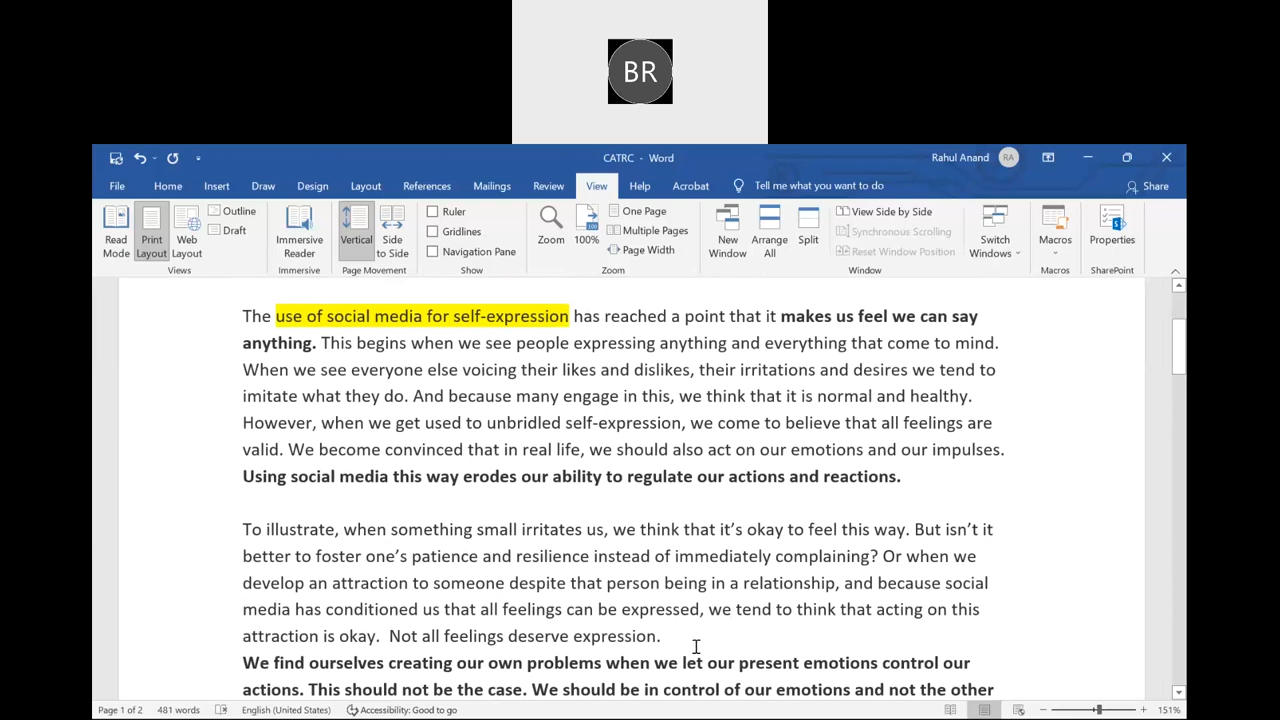 BR
CATRC - Word
Rahul Anand RA
File Home Insert Draw Design Layout References Mailings Review View Help Acrobat Tell me what you want to do Share
Read Mode
Print Layout
Web Layout
Outline
Draft
Views
Immersive Reader
Immersive
Vertical
Side to Side
Page Movement
Ruler
Gridlines
Navigation Pane
Show
Zoom
100
100%
One Page
Multiple Pages
Page Width
Zoom
New Window
Arrange All
Split
View Side by Side
Synchronous Scrolling
Reset Window Position
Window
Switch Windows
Macros
Macros
Properties
SharePoint
The use of social media for self-expression has reached a point that it makes us feel we can say
anything. This begins when we see people expressing anything and everything that come to mind.
When we see everyone else voicing their likes and dislikes, their irritations and desires we tend to
imitate what they do. And because many engage in this, we think that it is normal and healthy.
However, when we get used to unbridled self-expression, we come to believe that all feelings are
valid. We become convinced that in real life, we should also act on our emotions and our impulses.
Using social media this way erodes our ability to regulate our actions and reactions.
To illustrate, when something small irritates us, we think that it’s okay to feel this way. But isn’t it
better to foster one’s patience and resilience instead of immediately complaining? Or when we
develop an attraction to someone despite that person being in a relationship, and because social
media has conditioned us that all feelings can be expressed, we tend to think that acting on this
attraction is okay.  Not all feelings deserve expression.
We find ourselves creating our own problems when we let our present emotions control our
actions. This should not be the case. We should be in control of our emotions and not the other
Page 1 of 2 481 words English (United States) Accessibility: Good to go 151%